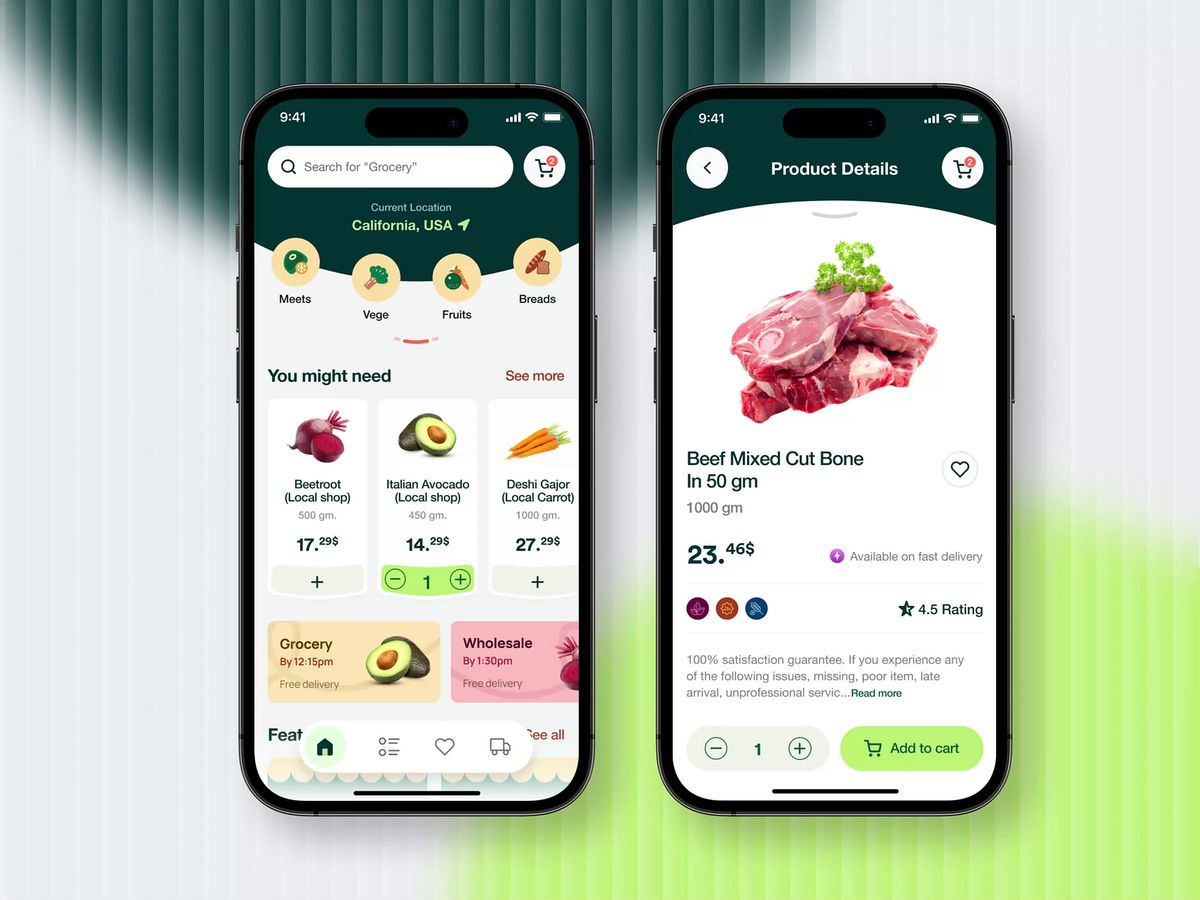 9:41
Search for "Grocery"
2
Current Location
California, USA
Meets
Vege
Fruits
Breads
You might need
See more
Beetroot
(Local shop)
500 gm.
17.29$
+
Italian Avocado
(Local shop)
450 gm.
14.29$
− 1 +
Deshi Gajor
(Local Carrot)
1000 gm.
27.29$
+
Grocery
By 12:15pm
Free delivery
Wholesale
By 1:30pm
Free delivery
Feat
See all
9:41
Product Details
2
Beef Mixed Cut Bone
In 50 gm
1000 gm
23.46$
Available on fast delivery
4.5 Rating
100% satisfaction guarantee. If you experience any
of the following issues, missing, poor item, late
arrival, unprofessional servic...Read more
− 1 +
Add to cart